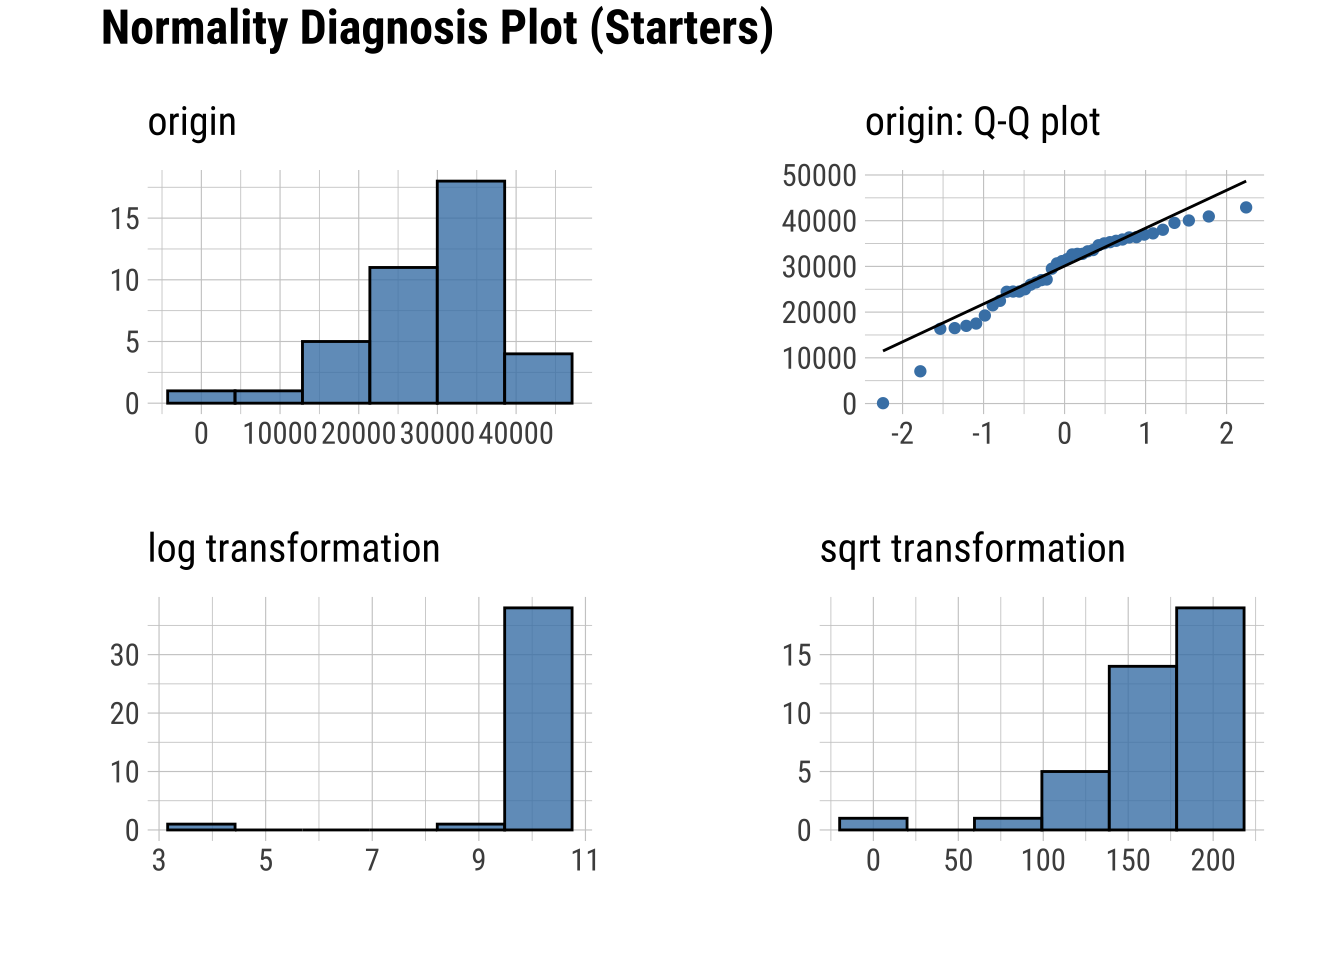 Normality Diagnosis Plot (Starters)
origin
15
10
5
0
0 10000 20000 30000 40000
origin: Q-Q plot
50000
40000
30000
20000
10000
0
-2 -1 0 1 2
log transformation
30
20
10
0
3 5 7 9 11
sqrt transformation
15
10
5
0
0 50 100 150 200